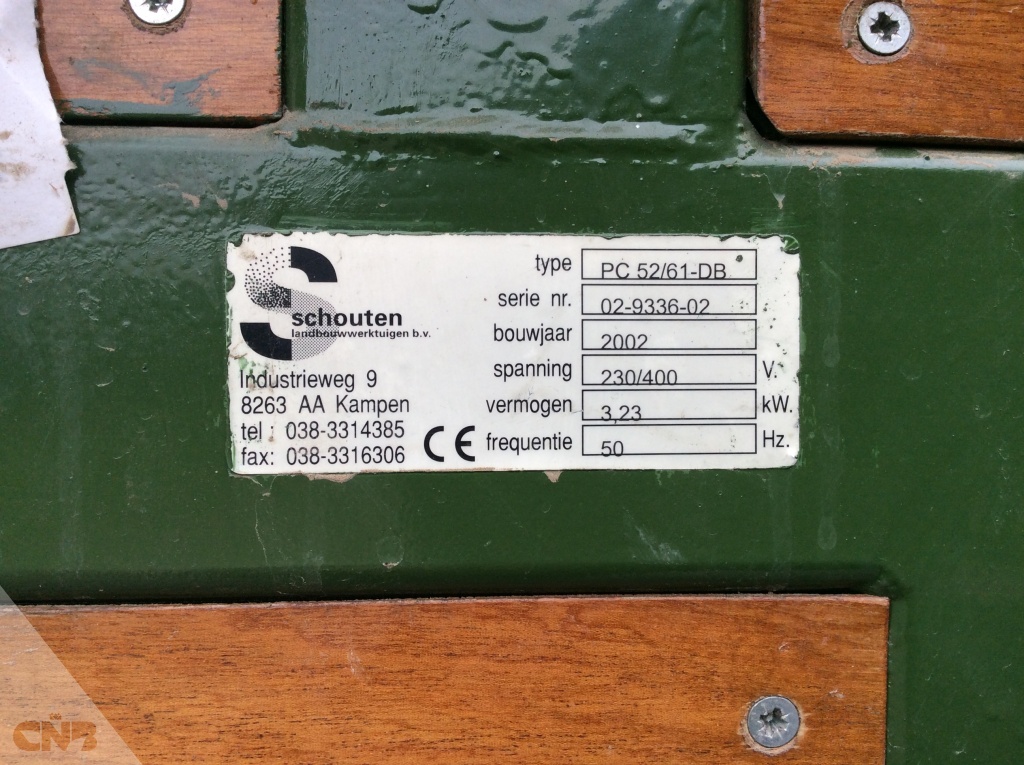 schouten
landbouwwerktuigen b.v.
Industrieweg 9
8263 AA Kampen
tel : 038-3314385
fax: 038-3316306
CE
type PC 52/61-DB
serie nr. 02-9336-02
bouwjaar 2002
spanning 230/400 V.
vermogen 3,23 kW.
frequentie 50 Hz.
CNB